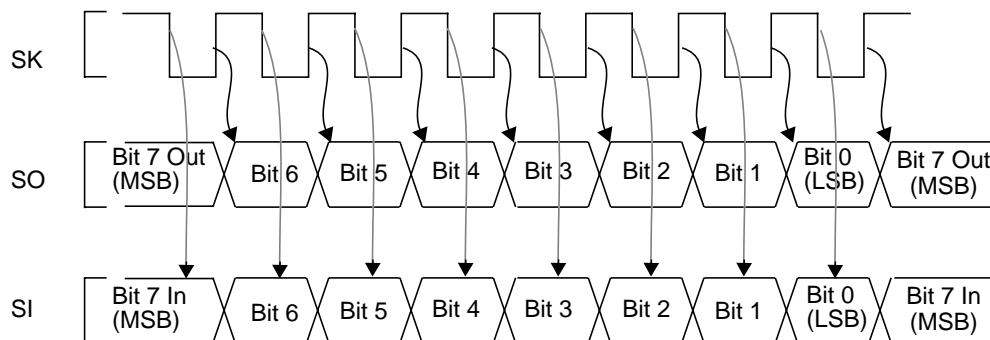 SK
SO
Bit 7 Out
(MSB)
Bit 6
Bit 5
Bit 4
Bit 3
Bit 2
Bit 1
Bit 0
(LSB)
Bit 7 Out
(MSB)
SI
Bit 7 In
(MSB)
Bit 6
Bit 5
Bit 4
Bit 3
Bit 2
Bit 1
Bit 0
(LSB)
Bit 7 In
(MSB)